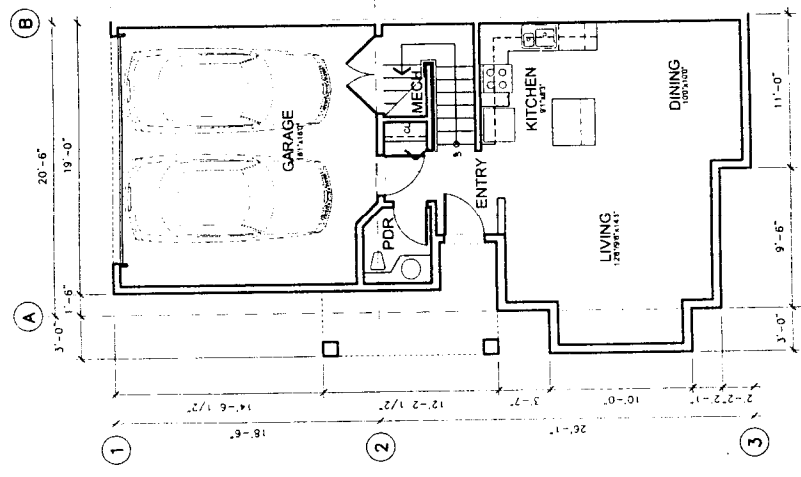 B
20'-6"
19'-0"
A
1'-6"
3'-0"
GARAGE
MECH
PDR
ENTRY
KITCHEN
DINING
LIVING
11'-0"
9'-6"
3'-0"
14'-6 1/2"
12'-2 1/2"
3'-7"
10'-0"
2'-1"
2'-2"
18'-6"
26'-1"
1
2
3